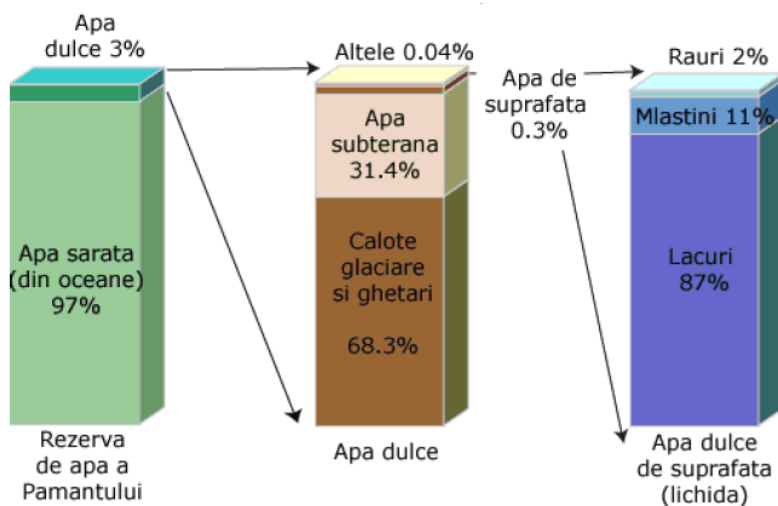 Apa
dulce 3%
Apa sarata
(din oceane)
97%
Rezerva
de apa a
Pamantului
Altele 0.04%
Apa
subterana
31.4%
Calote
glaciare
si ghetari
68.3%
Apa dulce
Apa de
suprafata
0.3%
Rauri 2%
Mlastini 11%
Lacuri
87%
Apa dulce
de suprafata
(lichida)